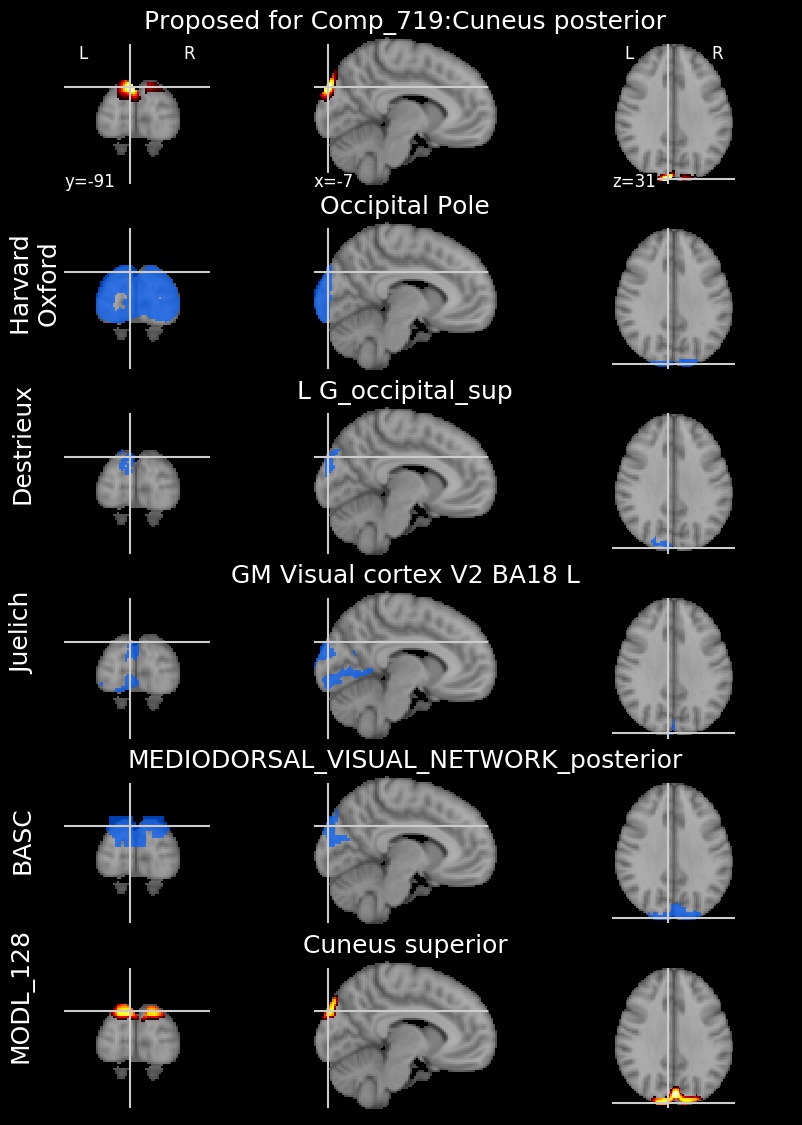 Proposed for Comp_719:Cuneus posterior
L R L R
y=-91 x=-7 z=31
Occipital Pole
Harvard
Oxford
L G_occipital_sup
Destrieux
GM Visual cortex V2 BA18 L
Juelich
MEDIODORSAL_VISUAL_NETWORK_posterior
BASC
Cuneus superior
MODL_128